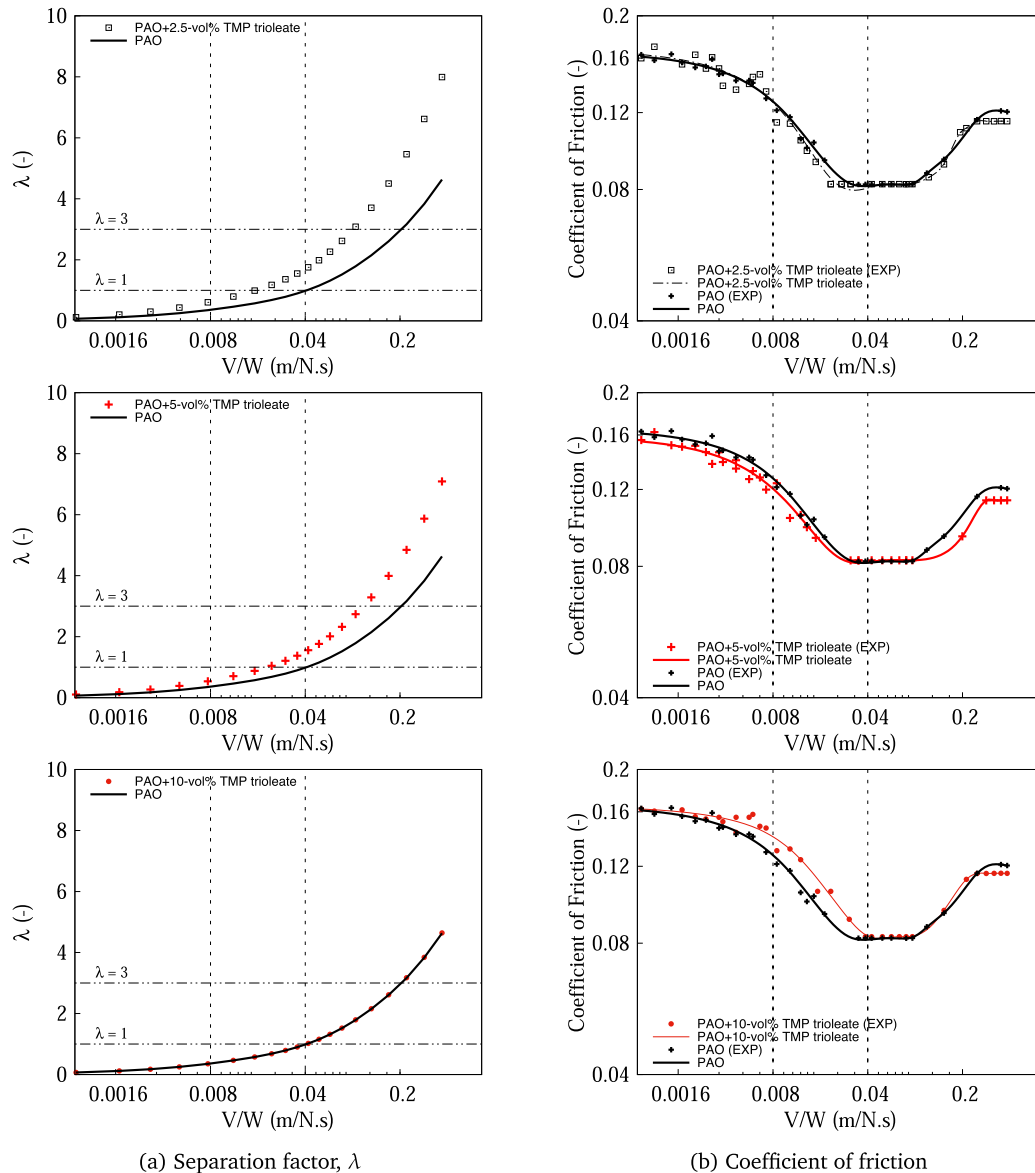 10
8
6
4
2
0
λ (-)
PAO+2.5-vol% TMP trioleate
PAO
λ = 3
λ = 1
0.0016 0.008 0.04 0.2
V/W (m/N.s)
0.2
0.16
0.12
0.08
0.04
Coefficient of Friction (-)
PAO+2.5-vol% TMP trioleate (EXP)
PAO+2.5-vol% TMP trioleate
PAO (EXP)
PAO
0.0016 0.008 0.04 0.2
V/W (m/N.s)
10
8
6
4
2
0
λ (-)
PAO+5-vol% TMP trioleate
PAO
λ = 3
λ = 1
0.0016 0.008 0.04 0.2
V/W (m/N.s)
0.2
0.16
0.12
0.08
0.04
Coefficient of Friction (-)
PAO+5-vol% TMP trioleate (EXP)
PAO+5-vol% TMP trioleate
PAO (EXP)
PAO
0.0016 0.008 0.04 0.2
V/W (m/N.s)
10
8
6
4
2
0
λ (-)
PAO+10-vol% TMP trioleate
PAO
λ = 3
λ = 1
0.0016 0.008 0.04 0.2
V/W (m/N.s)
0.2
0.16
0.12
0.08
0.04
Coefficient of Friction (-)
PAO+10-vol% TMP trioleate (EXP)
PAO+10-vol% TMP trioleate
PAO (EXP)
PAO
0.0016 0.008 0.04 0.2
V/W (m/N.s)
(a) Separation factor, λ
(b) Coefficient of friction